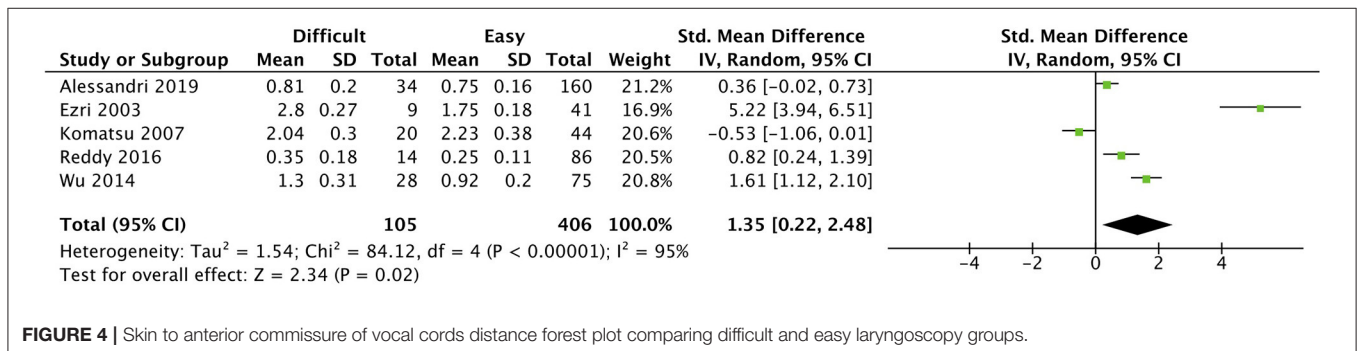 Difficult Easy Std. Mean Difference Std. Mean Difference
Study or Subgroup Mean SD Total Mean SD Total Weight IV, Random, 95% CI IV, Random, 95% CI
Alessandri 2019 0.81 0.2 34 0.75 0.16 160 21.2% 0.36 [-0.02, 0.73]
Ezri 2003 2.8 0.27 9 1.75 0.18 41 16.9% 5.22 [3.94, 6.51]
Komatsu 2007 2.04 0.3 20 2.23 0.38 44 20.6% -0.53 [-1.06, 0.01]
Reddy 2016 0.35 0.18 14 0.25 0.11 86 20.5% 0.82 [0.24, 1.39]
Wu 2014 1.3 0.31 28 0.92 0.2 75 20.8% 1.61 [1.12, 2.10]
Total (95% CI) 105 406 100.0% 1.35 [0.22, 2.48]
Heterogeneity: Tau² = 1.54; Chi² = 84.12, df = 4 (P < 0.00001); I² = 95%
Test for overall effect: Z = 2.34 (P = 0.02)
-4 -2 0 2 4
FIGURE 4 | Skin to anterior commissure of vocal cords distance forest plot comparing difficult and easy laryngoscopy groups.